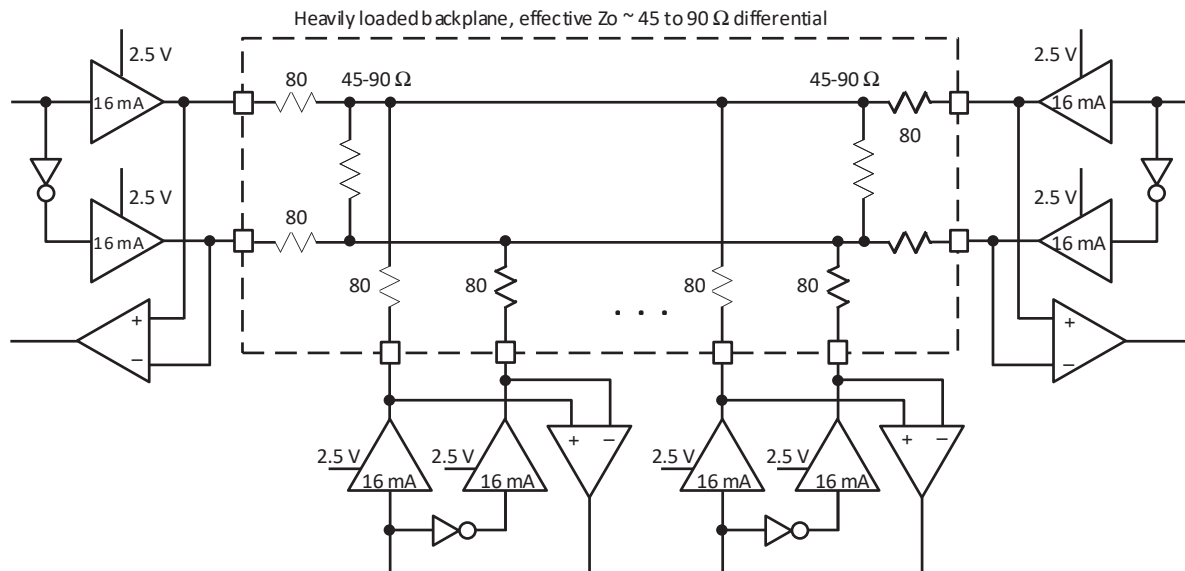 Heavily loaded backplane, effective Zo ~ 45 to 90 Ω differential
2.5 V
2.5 V
80
45-90 Ω
45-90 Ω
16 mA
16 mA
80
2.5 V
2.5 V
80
16 mA
16 mA
80
80
80
80
+
−
. . .
+
−
2.5 V
2.5 V
+ −
2.5 V
2.5 V
+ −
16 mA
16 mA
16 mA
16 mA